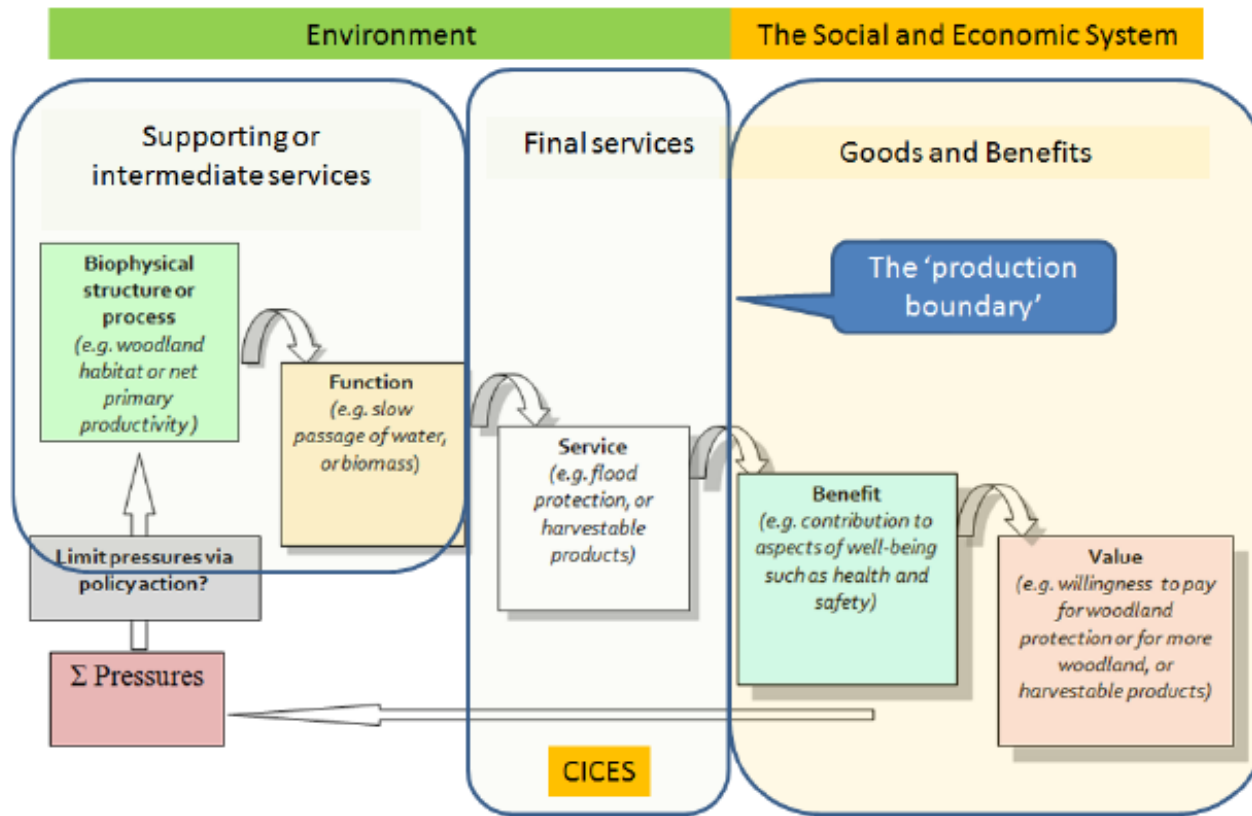 Environment
The Social and Economic System
Supporting or
intermediate services
Final services
Goods and Benefits
The ‘production
boundary’
Biophysical
structure or
process
(e.g. woodland
habitat or net
primary
productivity )
Function
(e.g. slow
passage of water,
or biomass)
Service
(e.g. flood
protection, or
harvestable
products)
Benefit
(e.g. contribution to
aspects of well-being
such as health and
safety)
Value
(e.g. willingness to pay
for woodland
protection or for more
woodland, or
harvestable products)
Limit pressures via
policy action?
Σ Pressures
CICES